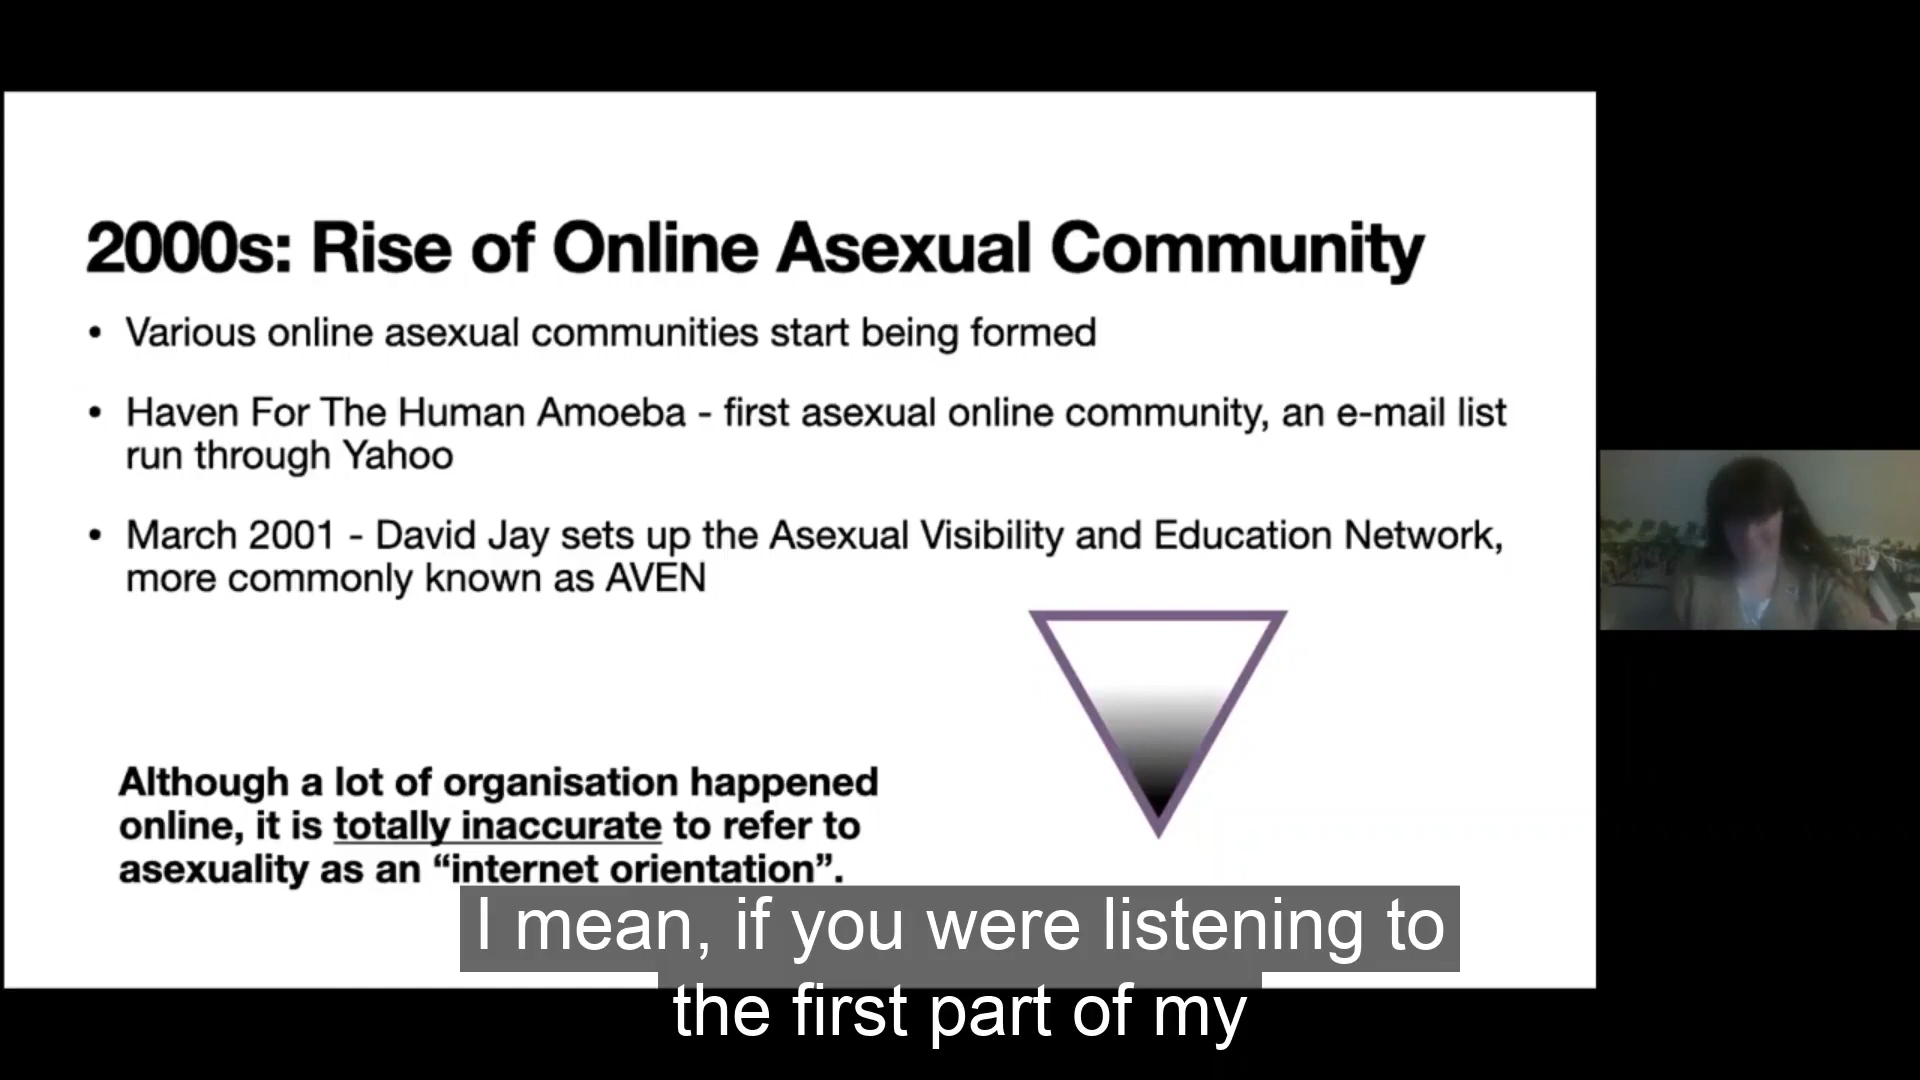 2000s: Rise of Online Asexual Community
• Various online asexual communities start being formed
• Haven For The Human Amoeba - first asexual online community, an e-mail list
run through Yahoo
• March 2001 - David Jay sets up the Asexual Visibility and Education Network,
more commonly known as AVEN
Although a lot of organisation happened
online, it is totally inaccurate to refer to
asexuality as an “internet orientation”.
I mean, if you were listening to
the first part of my